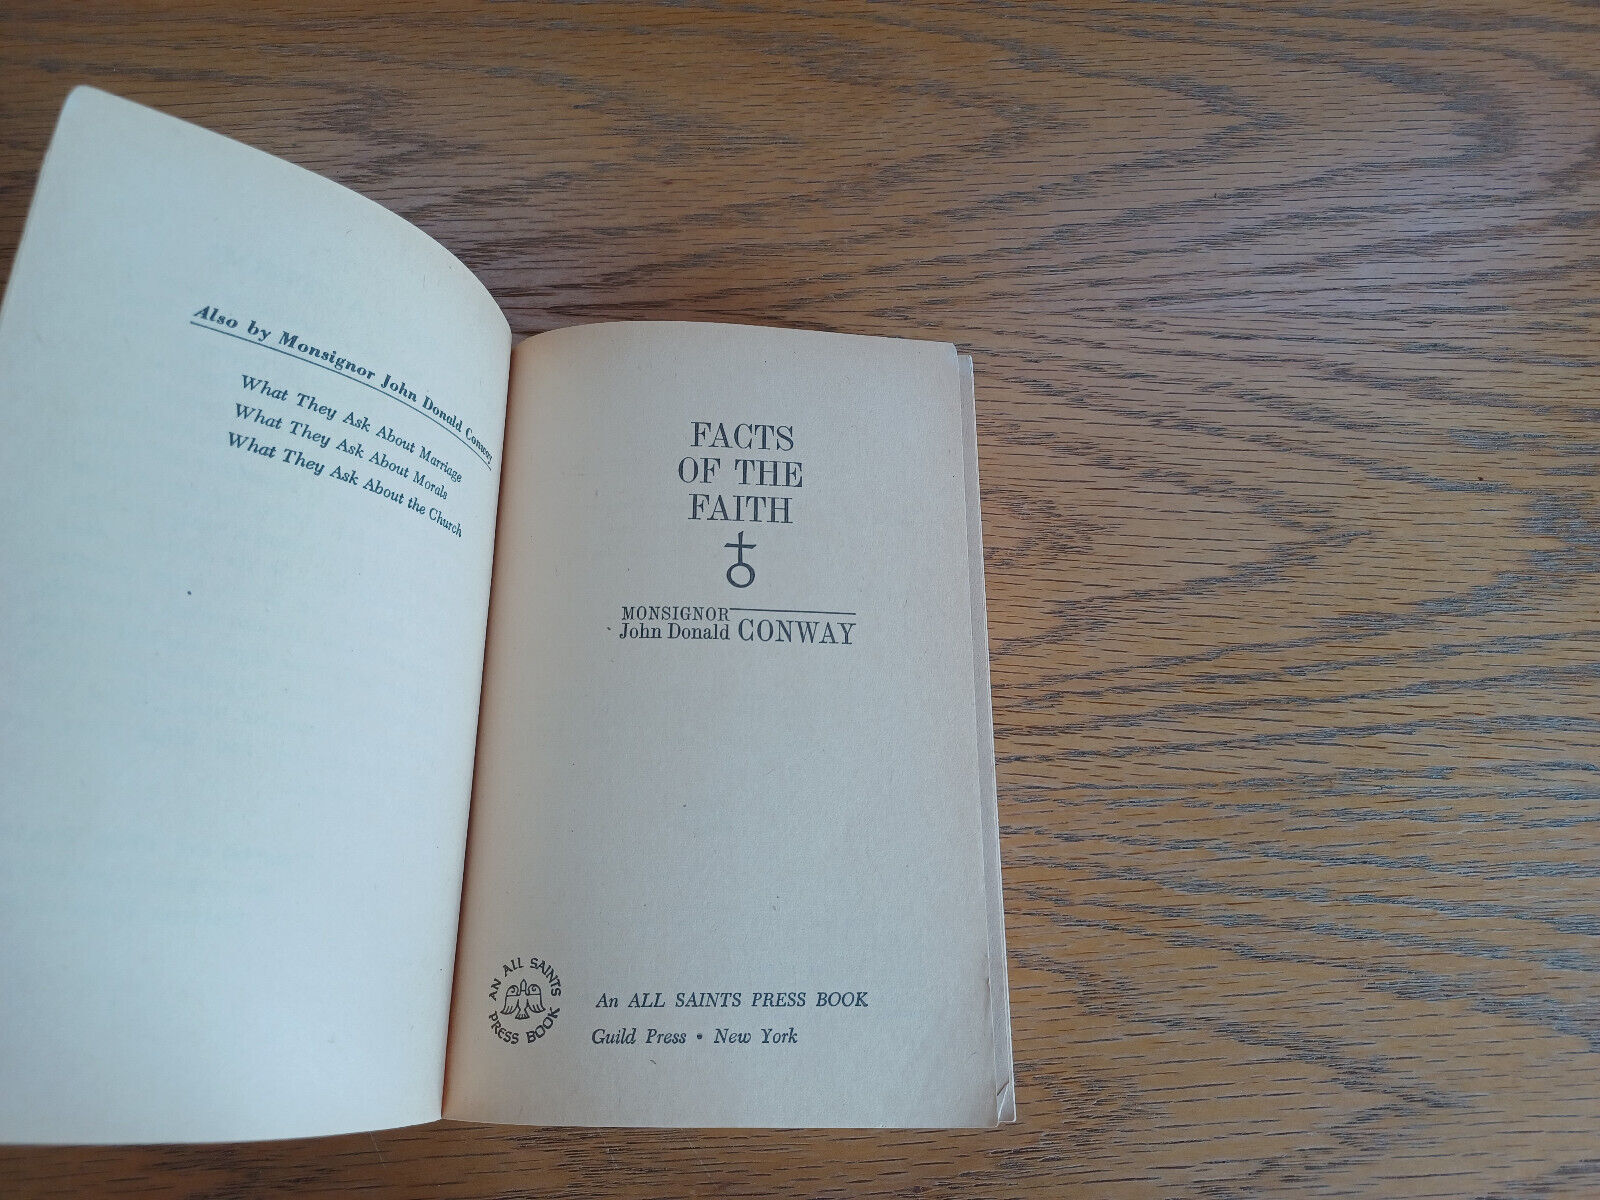 Also by Monsignor John Donald Conway
What They Ask About Marriage
What They Ask About Morals
What They Ask About the Church
FACTS
OF THE
FAITH
MONSIGNOR
John Donald CONWAY
AN ALL SAINTS
PRESS BOOK
An ALL SAINTS PRESS BOOK
Guild Press • New York